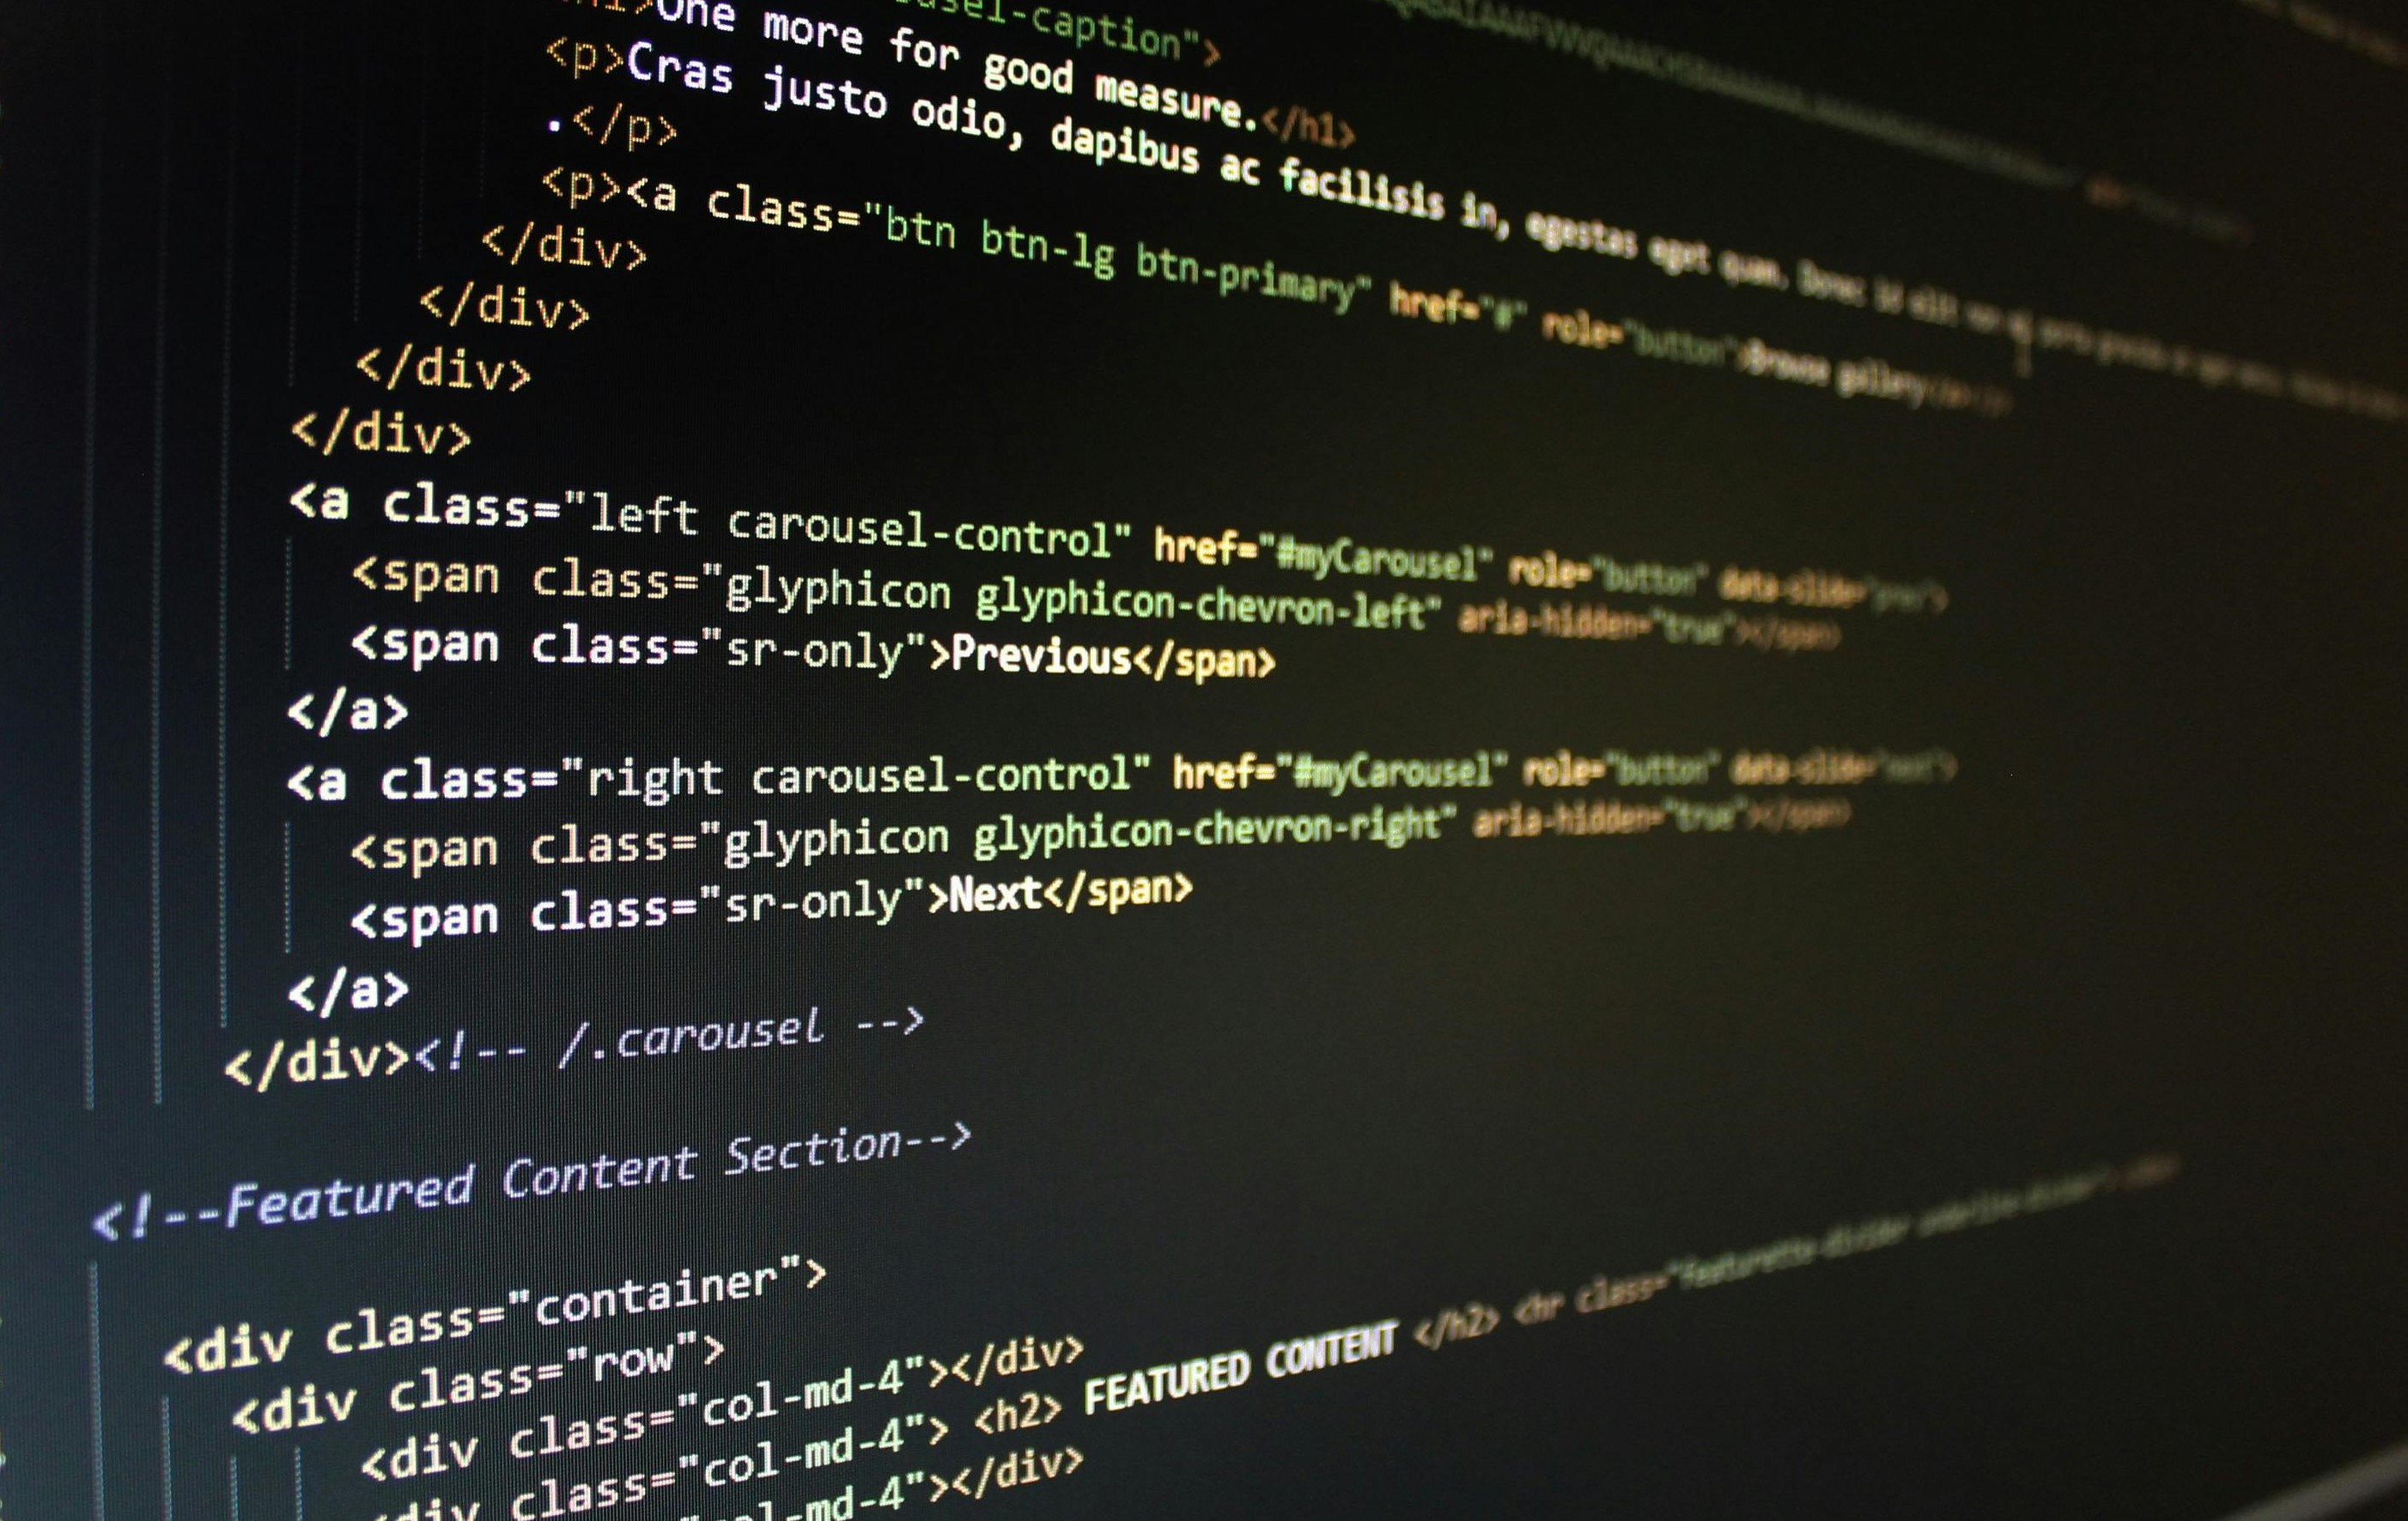 -caption">
One more for good measure.</h1>
<p>Cras justo odio, dapibus ac facilisis in, egestas eget quam. Donec id elit non
.</p>
<p><a class="btn btn-lg btn-primary" href="#" role="button">Browse gallery
</div>
</div>
</div>
</div>
<a class="left carousel-control" href="#myCarousel" role="button" data-slide="prev">
<span class="glyphicon glyphicon-chevron-left" aria-hidden="true"></span>
<span class="sr-only">Previous</span>
</a>
<a class="right carousel-control" href="#myCarousel" role="button" data-slide="next">
<span class="glyphicon glyphicon-chevron-right" aria-hidden="true"></span>
<span class="sr-only">Next</span>
</a>
</div><!-- /.carousel -->
<!--Featured Content Section-->
<div class="container">
<div class="row">
<div class="col-md-4"></div>
<div class="col-md-4"> <h2> FEATURED CONTENT </h2> <hr class="featurette-divider
-md-4"></div>